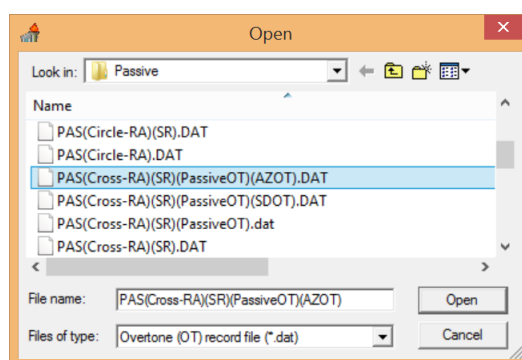 Open
Look in: Passive
Name
PAS(Circle-RA)(SR).DAT
PAS(Circle-RA).DAT
PAS(Cross-RA)(SR)(PassiveOT)(AZOT).DAT
PAS(Cross-RA)(SR)(PassiveOT)(SDOT).DAT
PAS(Cross-RA)(SR)(PassiveOT).dat
PAS(Cross-RA)(SR).DAT
File name: PAS(Cross-RA)(SR)(PassiveOT)(AZOT) Open
Files of type: Overtone (OT) record file (*.dat) Cancel